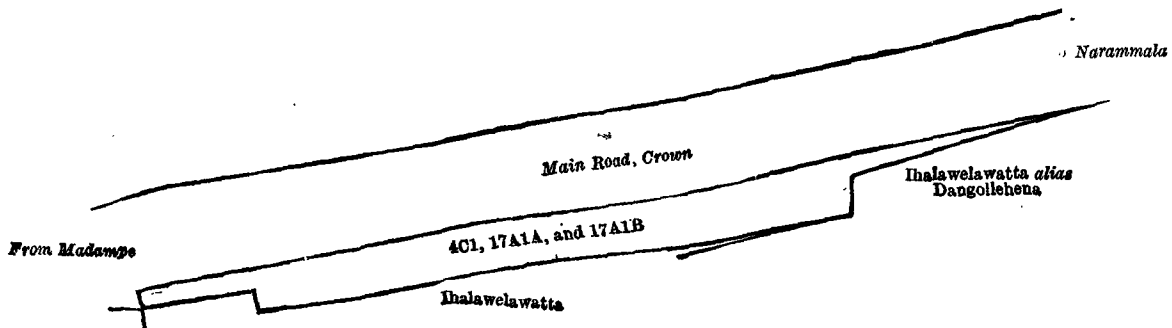 Narammala
Main Road, Crown
Ihalawelawatta alias
Dangollehena
4C1, 17A1A, and 17A1B
From Madampe
Ihalawelawatta